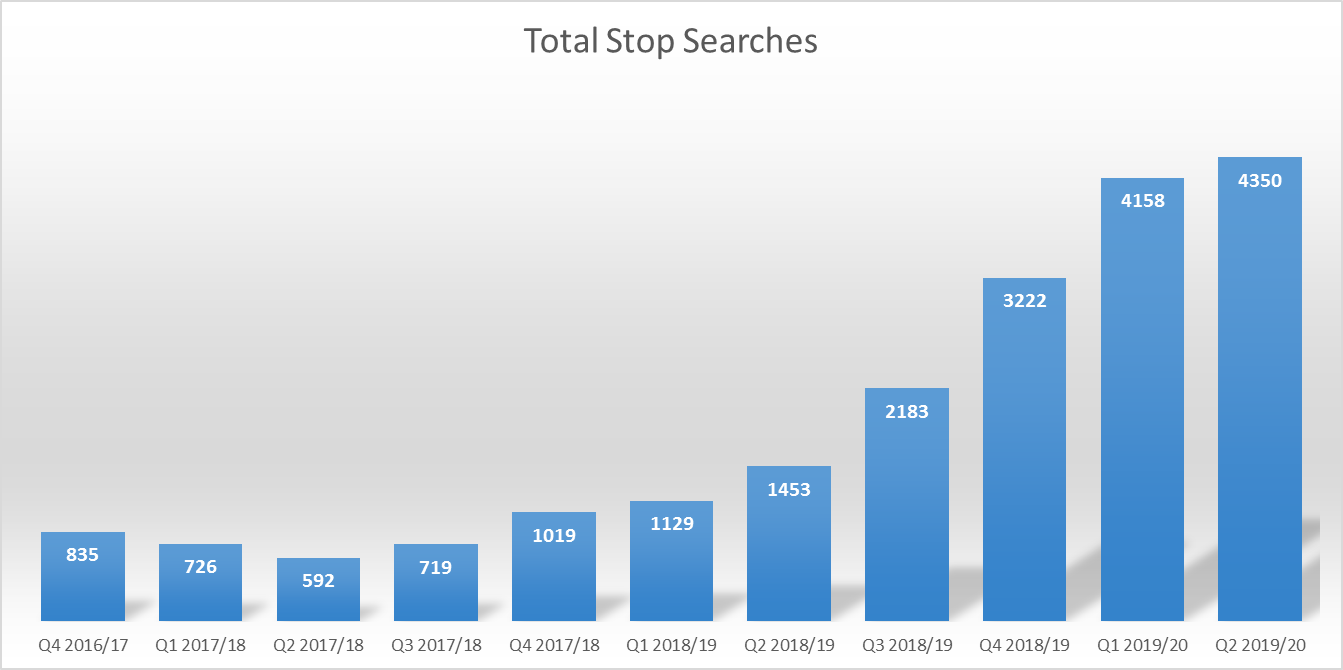 Total Stop Searches
835
726
592
719
1019
1129
1453
2183
3222
4158
4350
Q4 2016/17
Q1 2017/18
Q2 2017/18
Q3 2017/18
Q4 2017/18
Q1 2018/19
Q2 2018/19
Q3 2018/19
Q4 2018/19
Q1 2019/20
Q2 2019/20